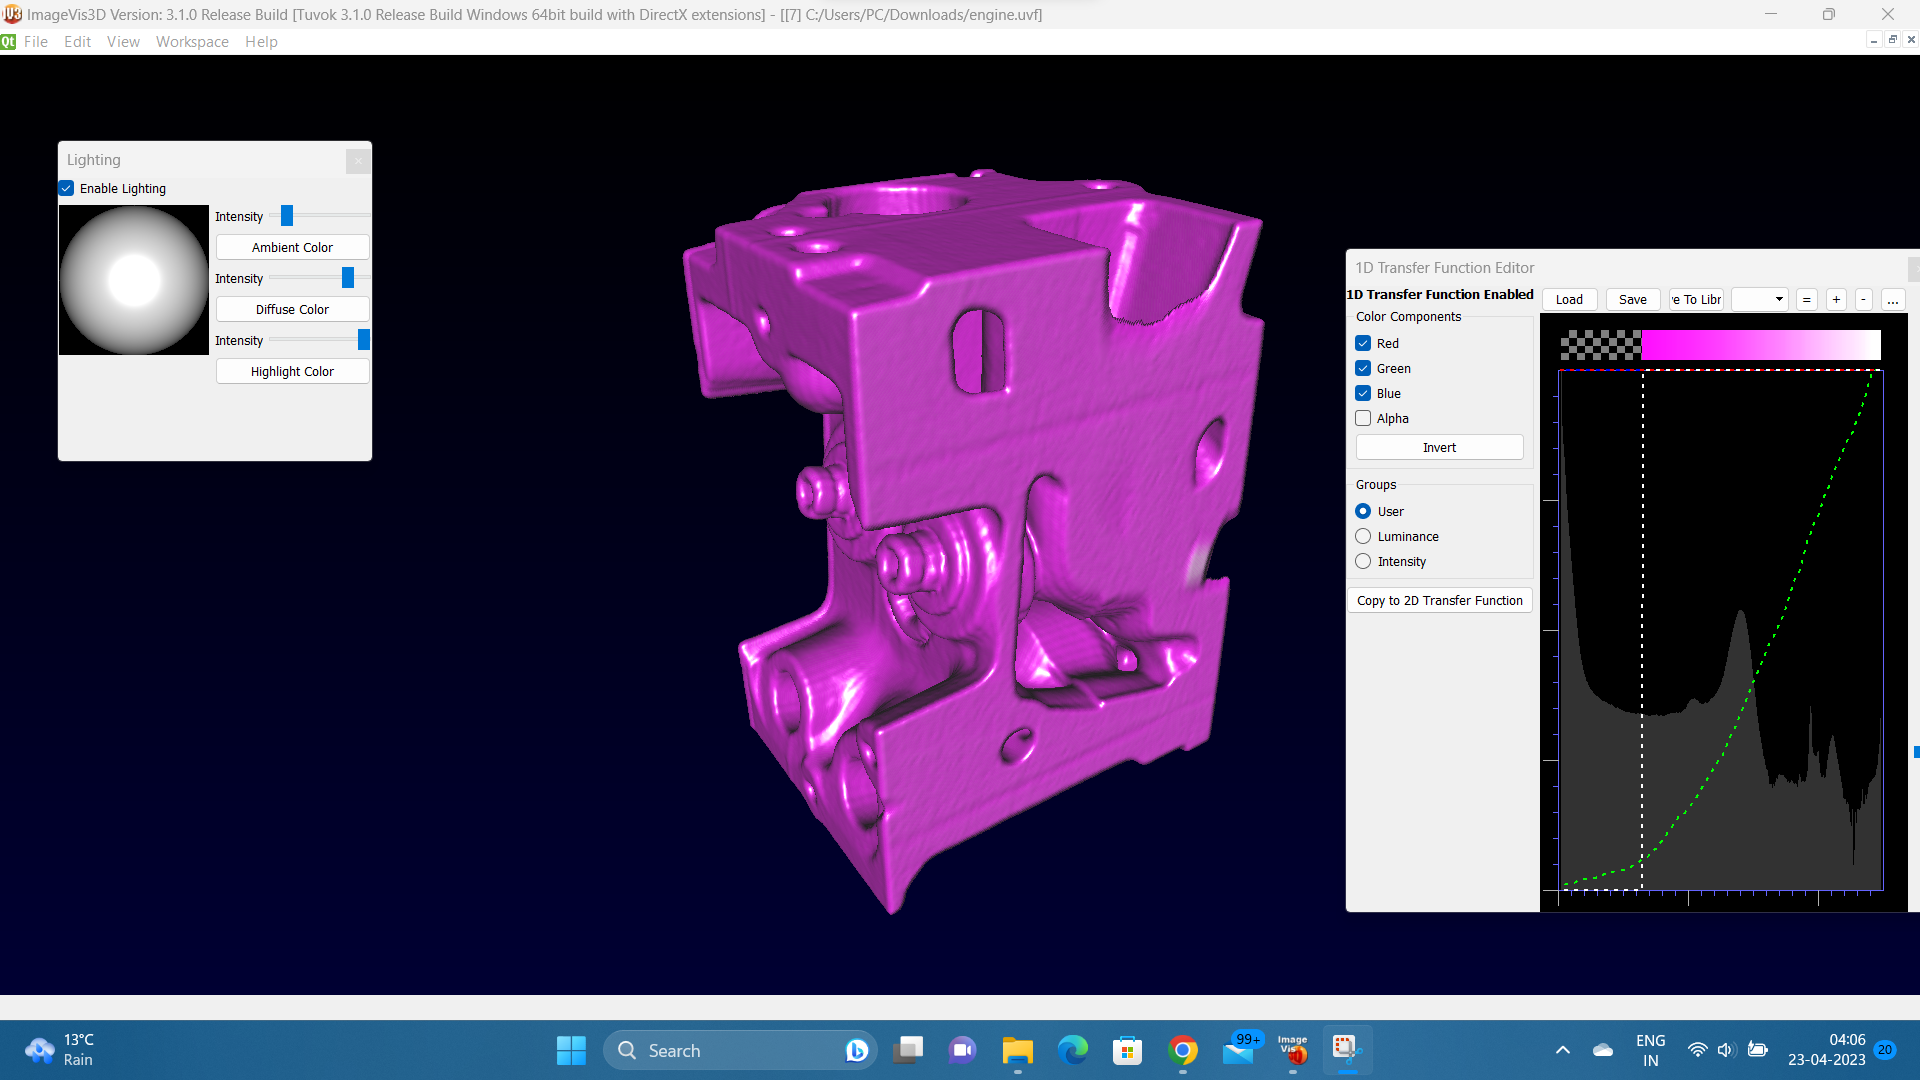 ImageVis3D Version: 3.1.0 Release Build [Tuvok 3.1.0 Release Build Windows 64bit build with DirectX extensions] - [[7] C:/Users/PC/Downloads/engine.uvf]
Qt File Edit View Workspace Help
Lighting
Enable Lighting
Intensity
Ambient Color
Intensity
Diffuse Color
Intensity
Highlight Color
1D Transfer Function Editor
1D Transfer Function Enabled Load Save e To Libr = + - ...
Color Components
Red
Green
Blue
Alpha
Invert
Groups
User
Luminance
Intensity
Copy to 2D Transfer Function
13°C
Rain
Search
99+
Image
Vis
ENG
IN
04:06
23-04-2023
20